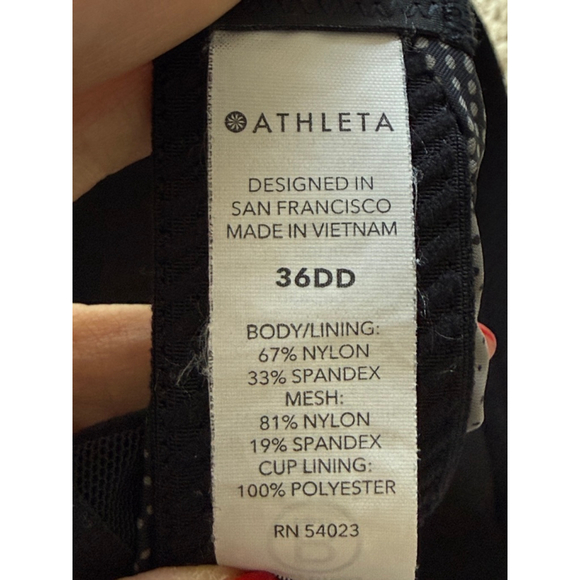 ATHLETA
DESIGNED IN
SAN FRANCISCO
MADE IN VIETNAM
36DD
BODY/LINING:
67% NYLON
33% SPANDEX
MESH:
81% NYLON
19% SPANDEX
CUP LINING:
100% POLYESTER
RN 54023
B